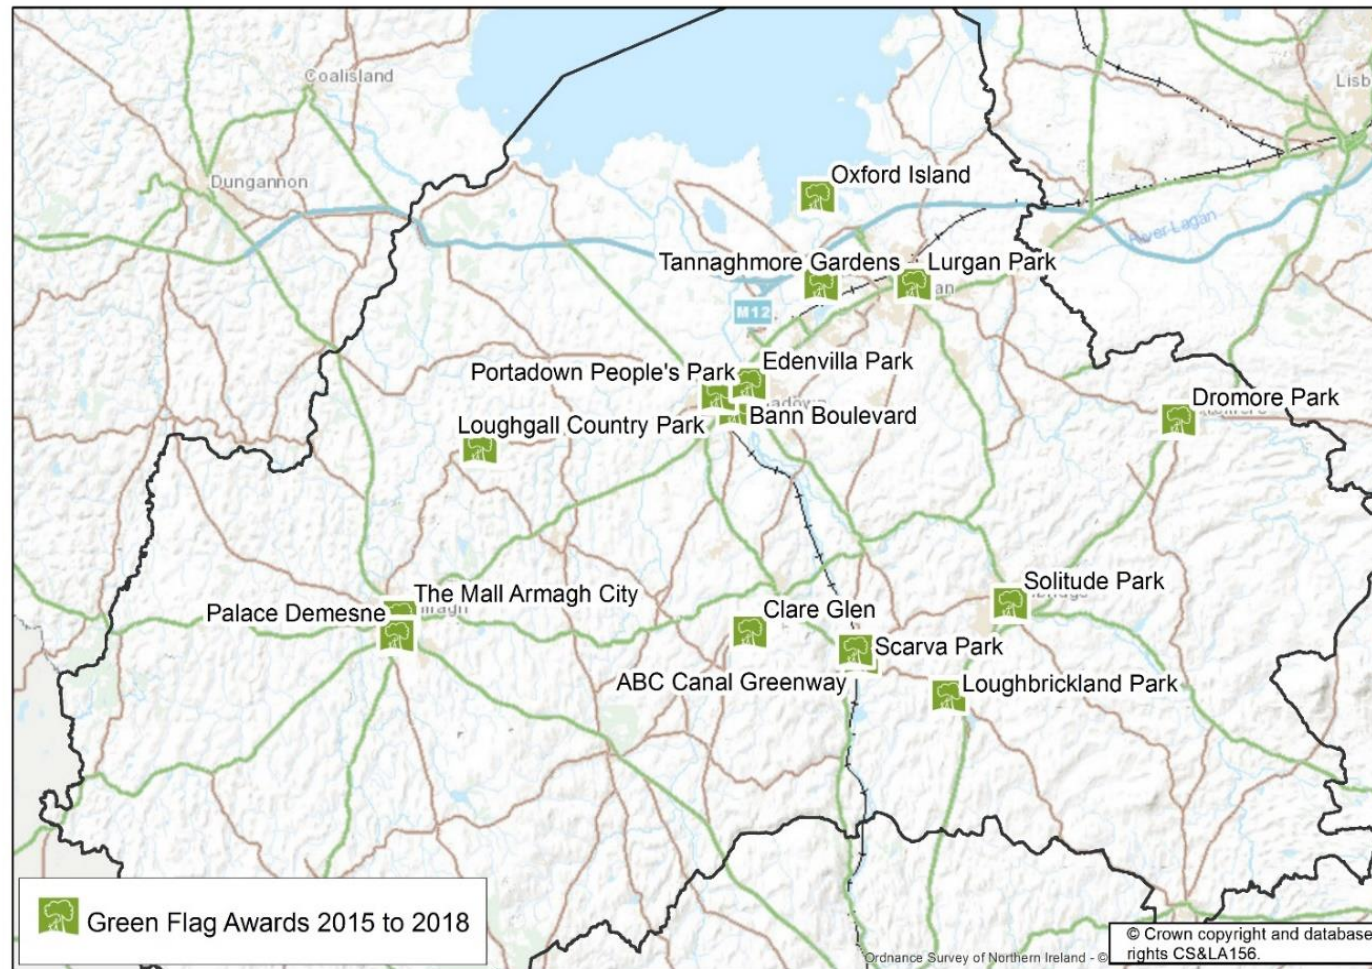 Coalisland
Lisb
Dungannon
Oxford Island
River Lagan
Tannaghmore Gardens
Lurgan Park
an
M12
Edenvilla Park
Portadown People's Park
Dromore Park
Bann Boulevard
Loughgall Country Park
Solitude Park
The Mall Armagh City
Palace Demesne
Clare Glen
Scarva Park
ABC Canal Greenway
Loughbrickland Park
Green Flag Awards 2015 to 2018
© Crown copyright and database
rights CS&LA156.
Ordnance Survey of Northern Ireland - ©